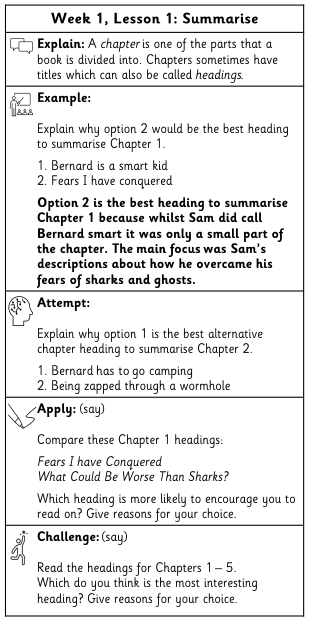 Week 1, Lesson 1: Summarise
Explain: A chapter is one of the parts that a
book is divided into. Chapters sometimes have
titles which can also be called headings.
Example:
Explain why option 2 would be the best heading
to summarise Chapter 1.
1. Bernard is a smart kid
2. Fears I have conquered
Option 2 is the best heading to summarise
Chapter 1 because whilst Sam did call
Bernard smart it was only a small part of
the chapter. The main focus was Sam's
descriptions about how he overcame his
fears of sharks and ghosts.
Attempt:
Explain why option 1 is the best alternative
chapter heading to summarise Chapter 2.
1. Bernard has to go camping
2. Being zapped through a wormhole
Apply: (say)
Compare these Chapter 1 headings:
Fears I have Conquered
What Could Be Worse Than Sharks?
Which heading is more likely to encourage you to
read on? Give reasons for your choice.
Challenge: (say)
Read the headings for Chapters 1 – 5.
Which do you think is the most interesting
heading? Give reasons for your choice.